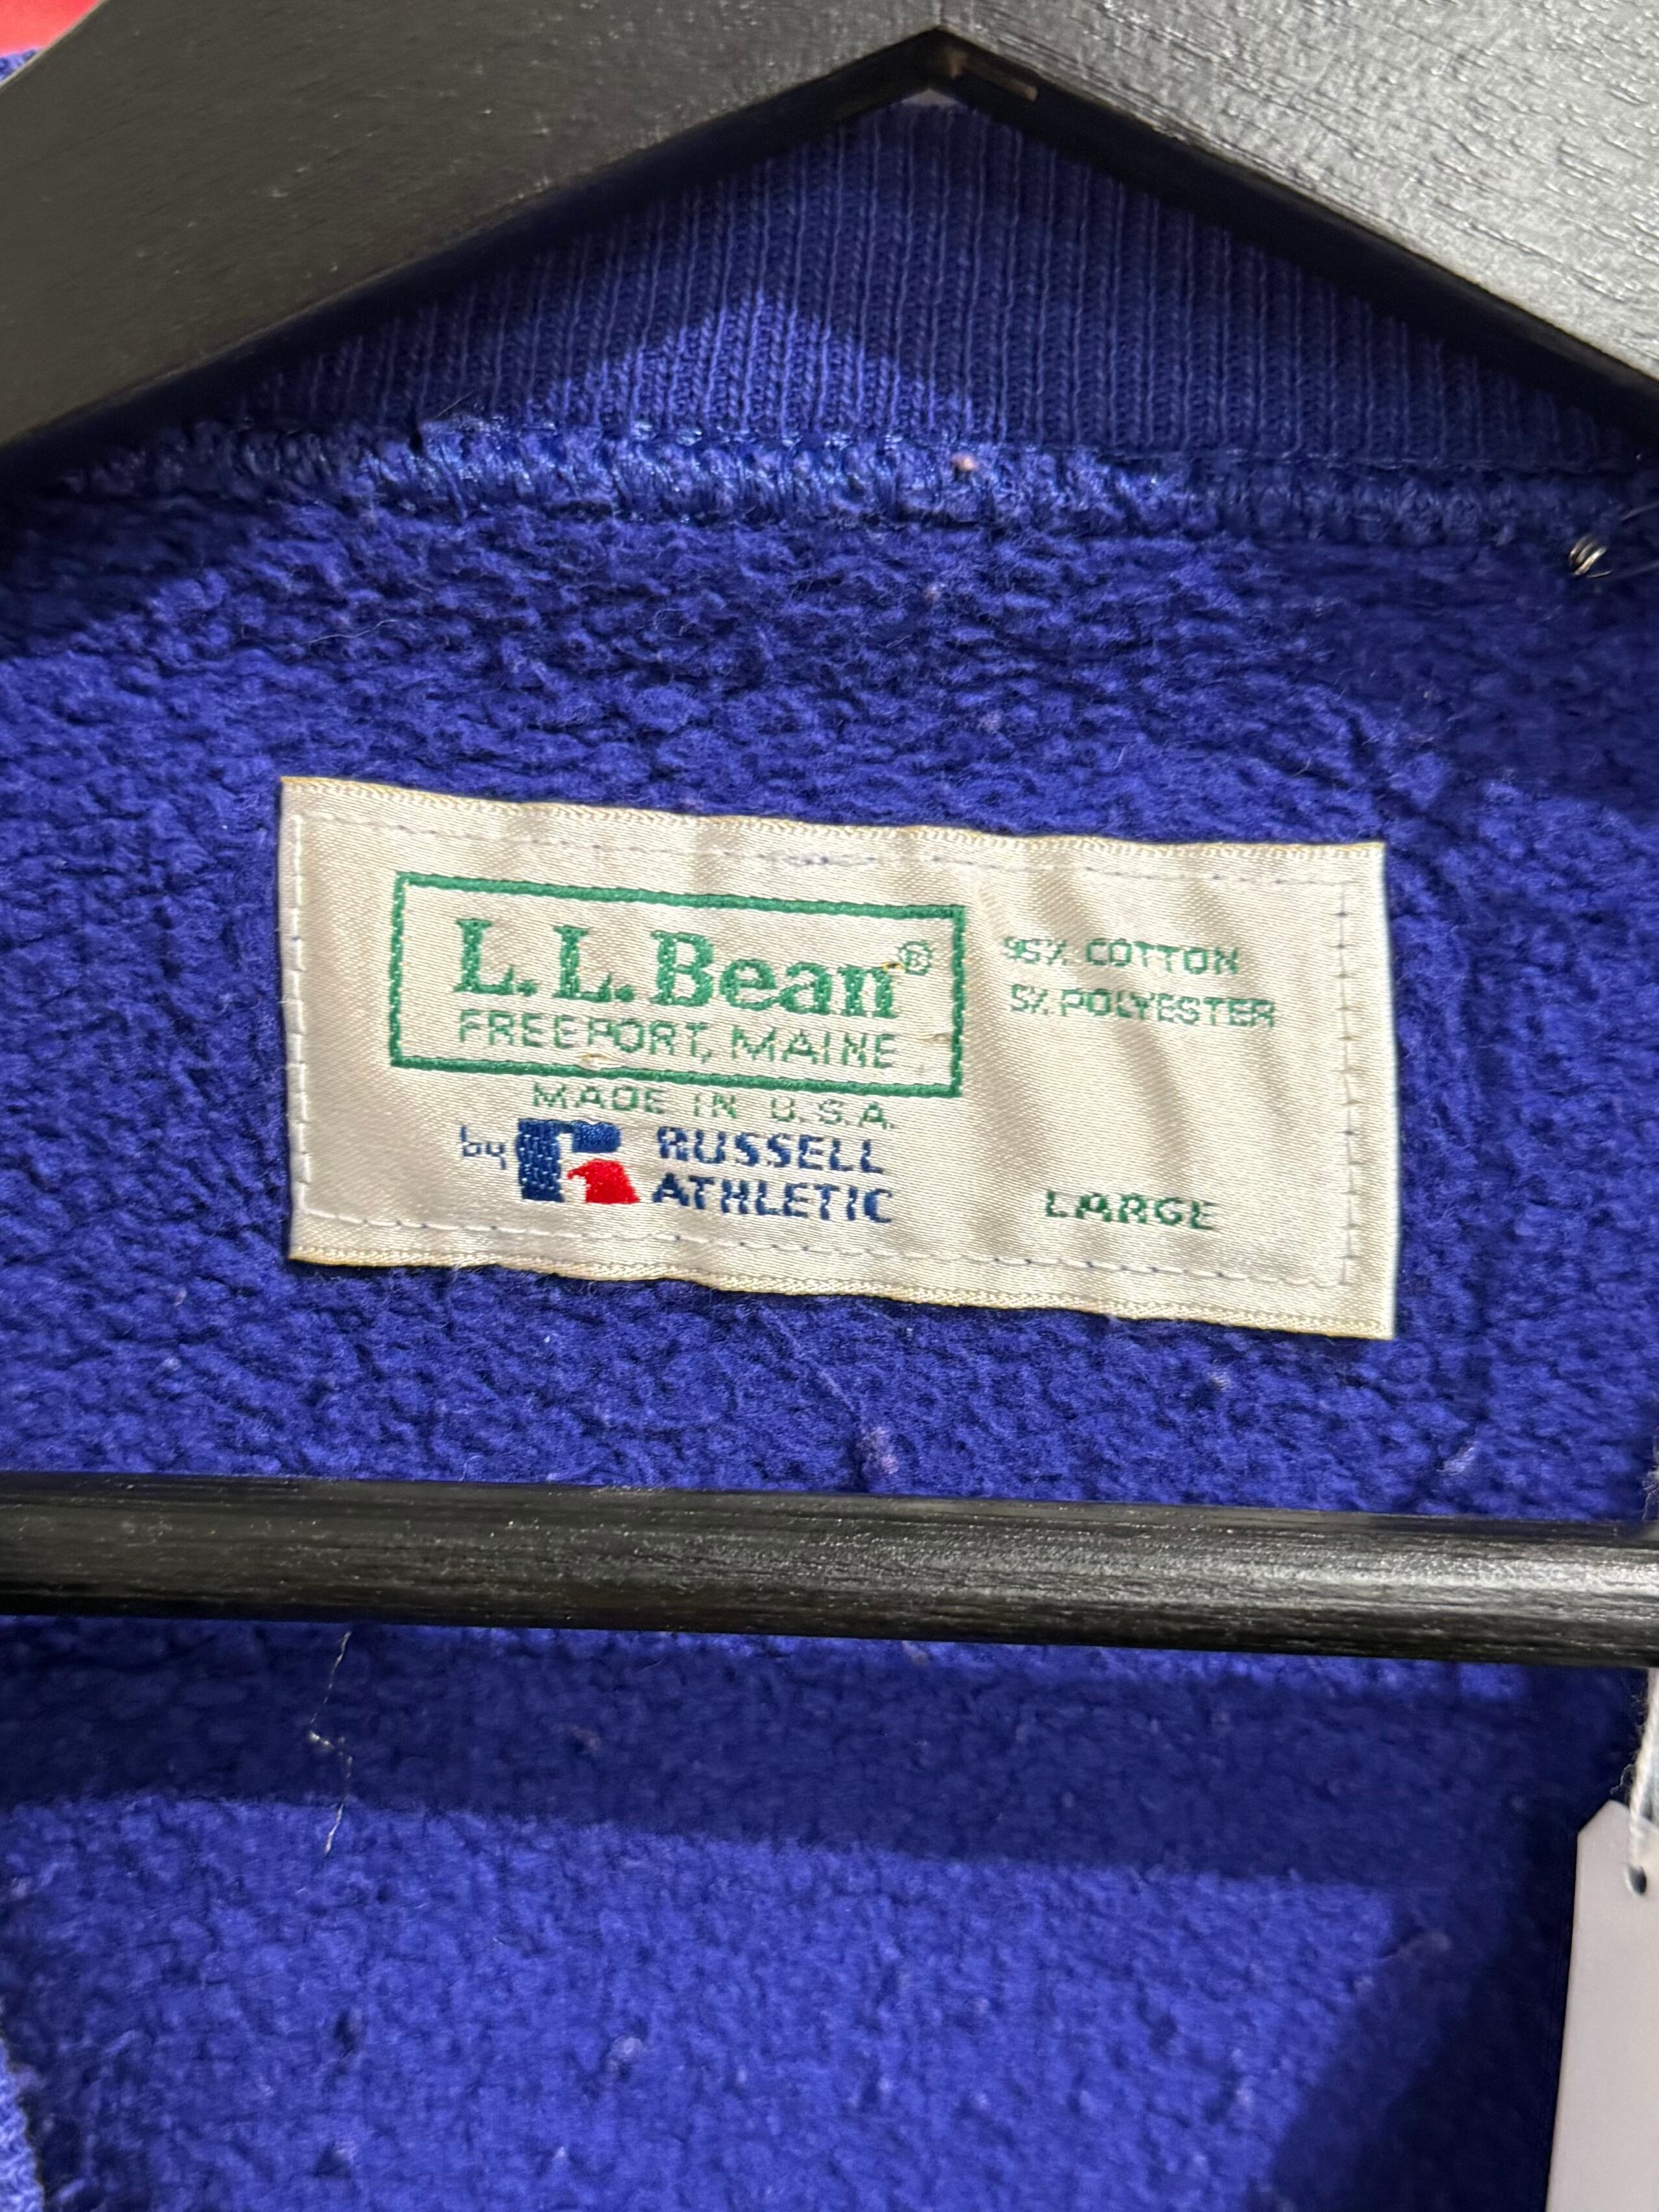 L.L.Bean®
FREEPORT, MAINE
MADE IN U.S.A.
by RUSSELL
ATHLETIC
95% COTTON
5% POLYESTER
LARGE